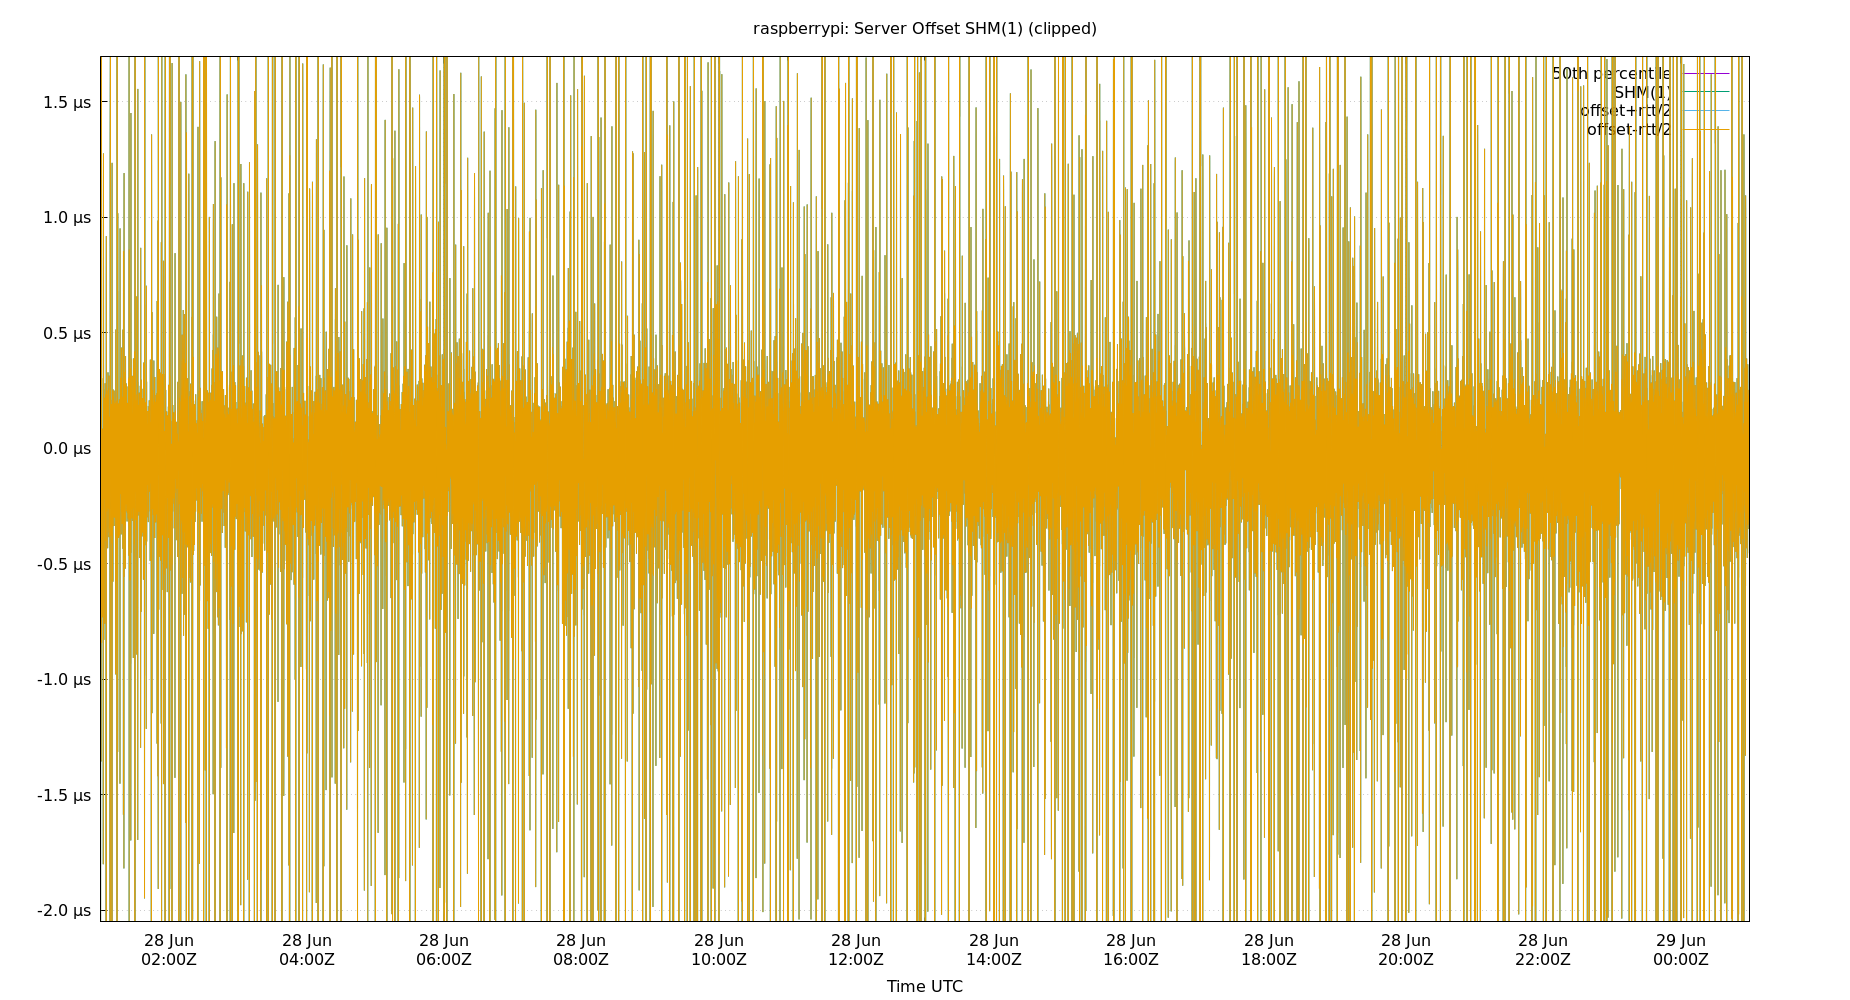 raspberrypi: Server Offset SHM(1) (clipped)
50th percentile
SHM(1)
offset+rtt/2
offset-rtt/2
1.5 µs
1.0 µs
0.5 µs
0.0 µs
-0.5 µs
-1.0 µs
-1.5 µs
-2.0 µs
28 Jun 28 Jun 28 Jun 28 Jun 28 Jun 28 Jun 28 Jun 28 Jun 28 Jun 28 Jun 28 Jun 29 Jun
02:00Z 04:00Z 06:00Z 08:00Z 10:00Z 12:00Z 14:00Z 16:00Z 18:00Z 20:00Z 22:00Z 00:00Z
Time UTC